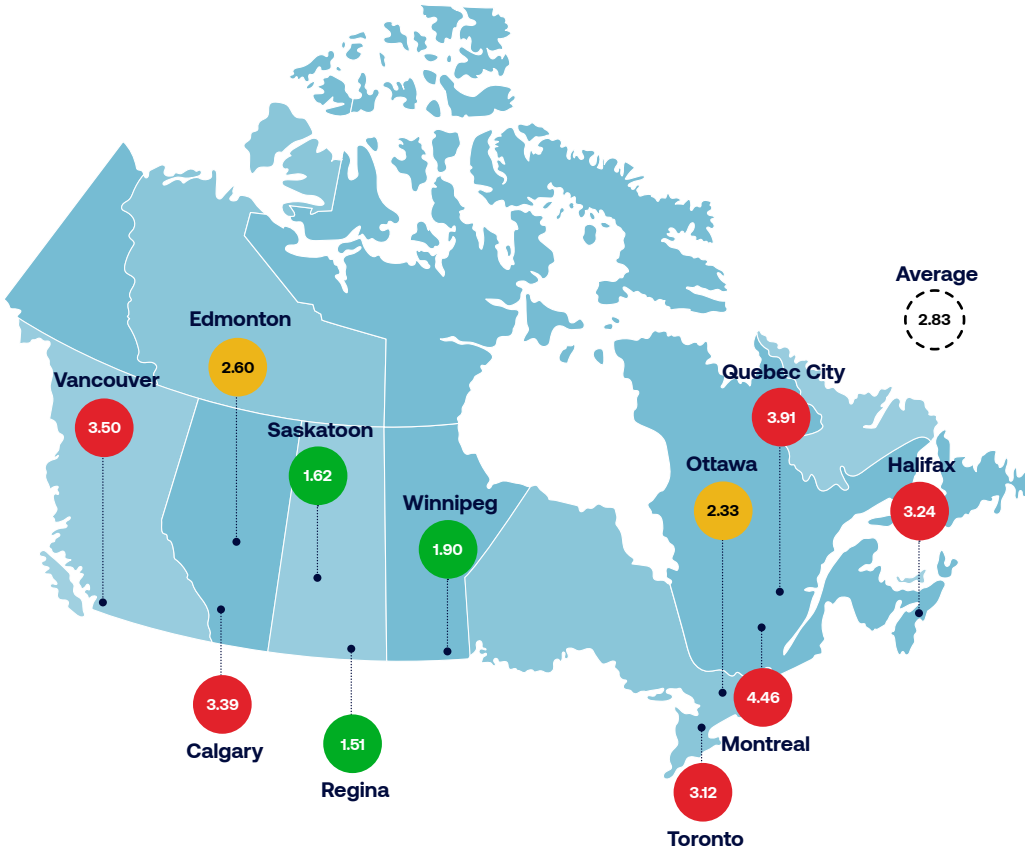 Average
2.83
Edmonton
2.60
Vancouver
3.50
Quebec City
3.91
Saskatoon
1.62
Ottawa
2.33
Halifax
3.24
Winnipeg
1.90
3.39
Calgary
4.46
Montreal
1.51
Regina
3.12
Toronto